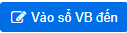 Vào sổ VB đến